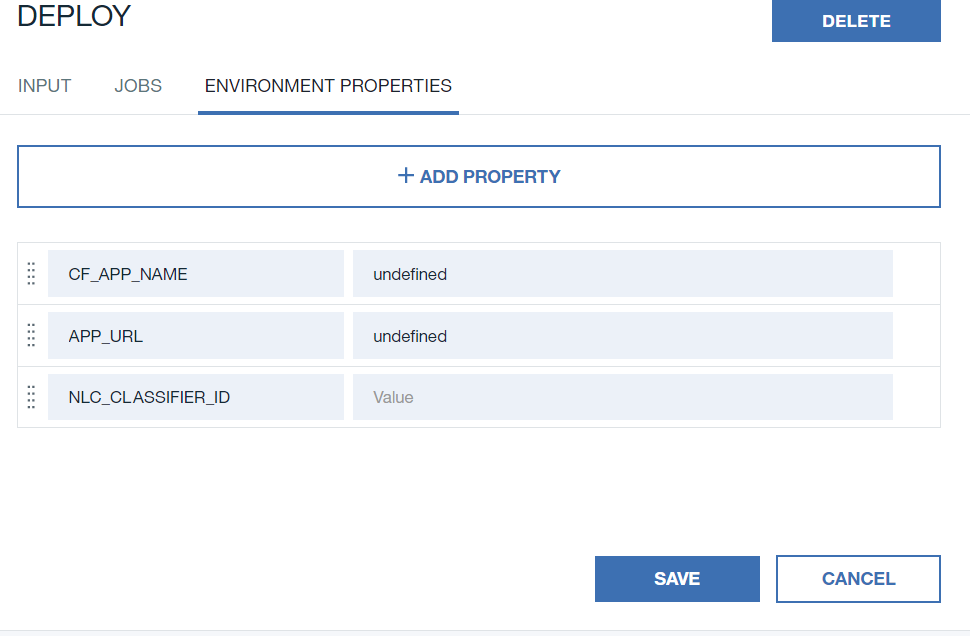 DEPLOY
DELETE
INPUT JOBS ENVIRONMENT PROPERTIES
+ ADD PROPERTY
CF_APP_NAME undefined
APP_URL undefined
NLC_CLASSIFIER_ID Value
SAVE CANCEL